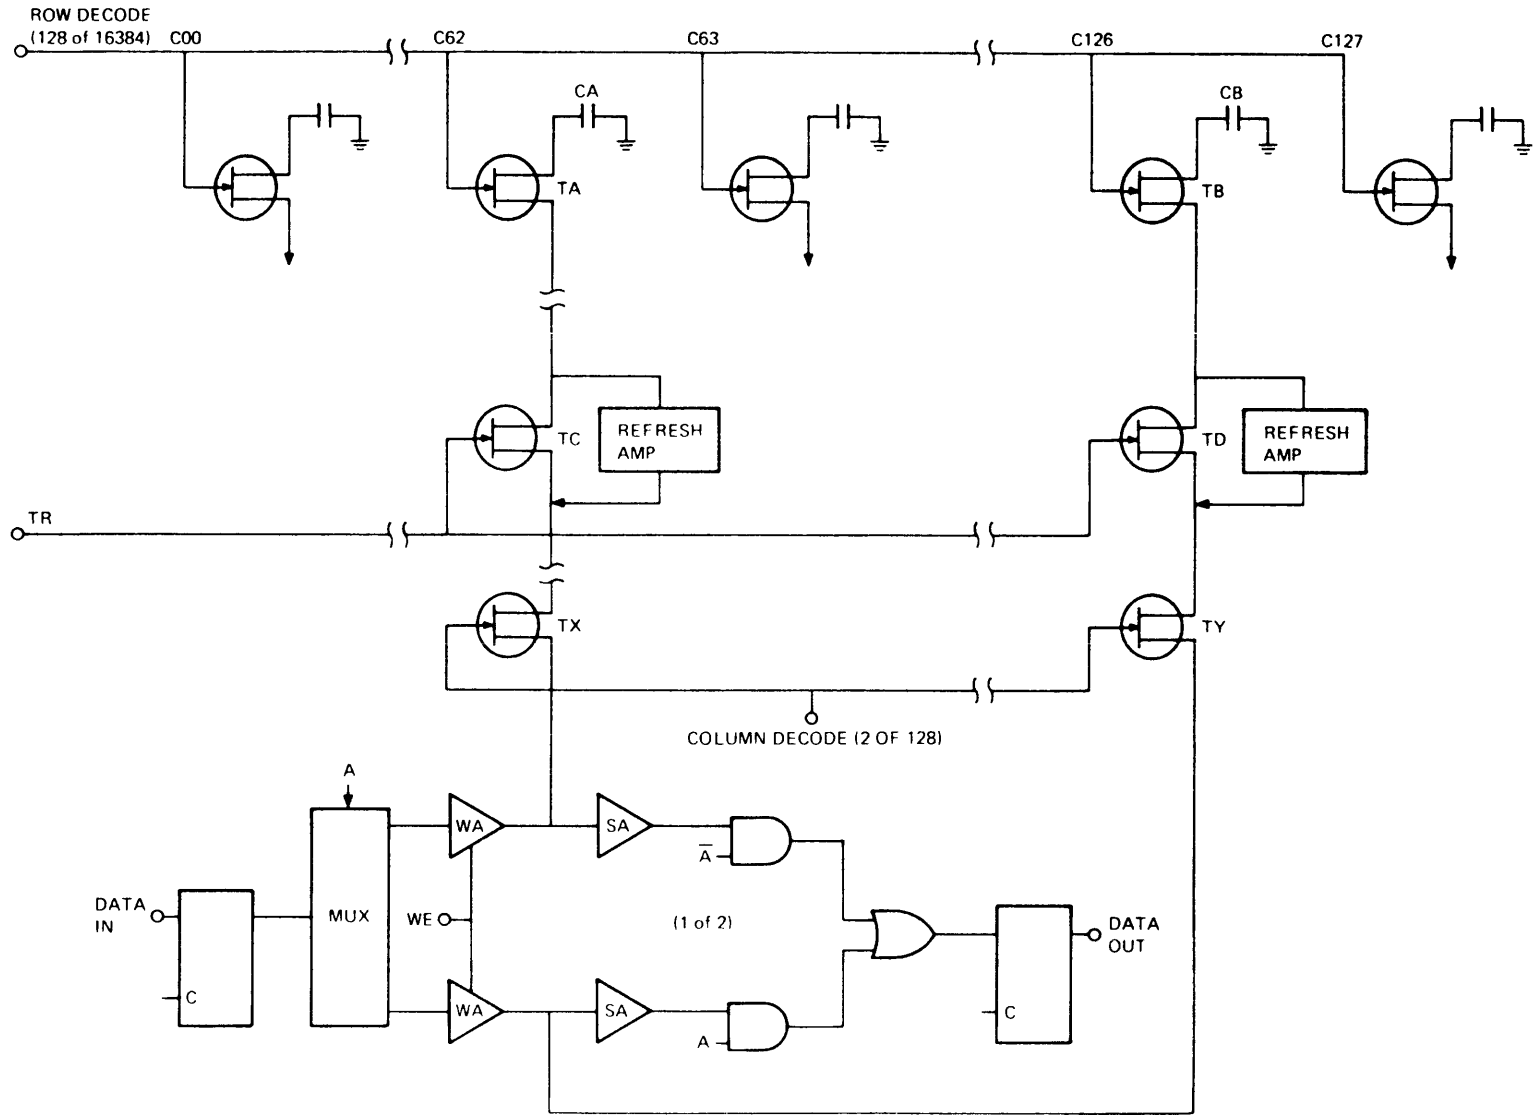 ROW DECODE
(128 of 16384) C00 C62 C63 C126 C127
CA CB
TA TB
TC REFRESH AMP TD REFRESH AMP
TR
TX TY
COLUMN DECODE (2 OF 128)
A
WA SA
A
DATA IN MUX WE (1 of 2) DATA OUT
C WA SA C
A